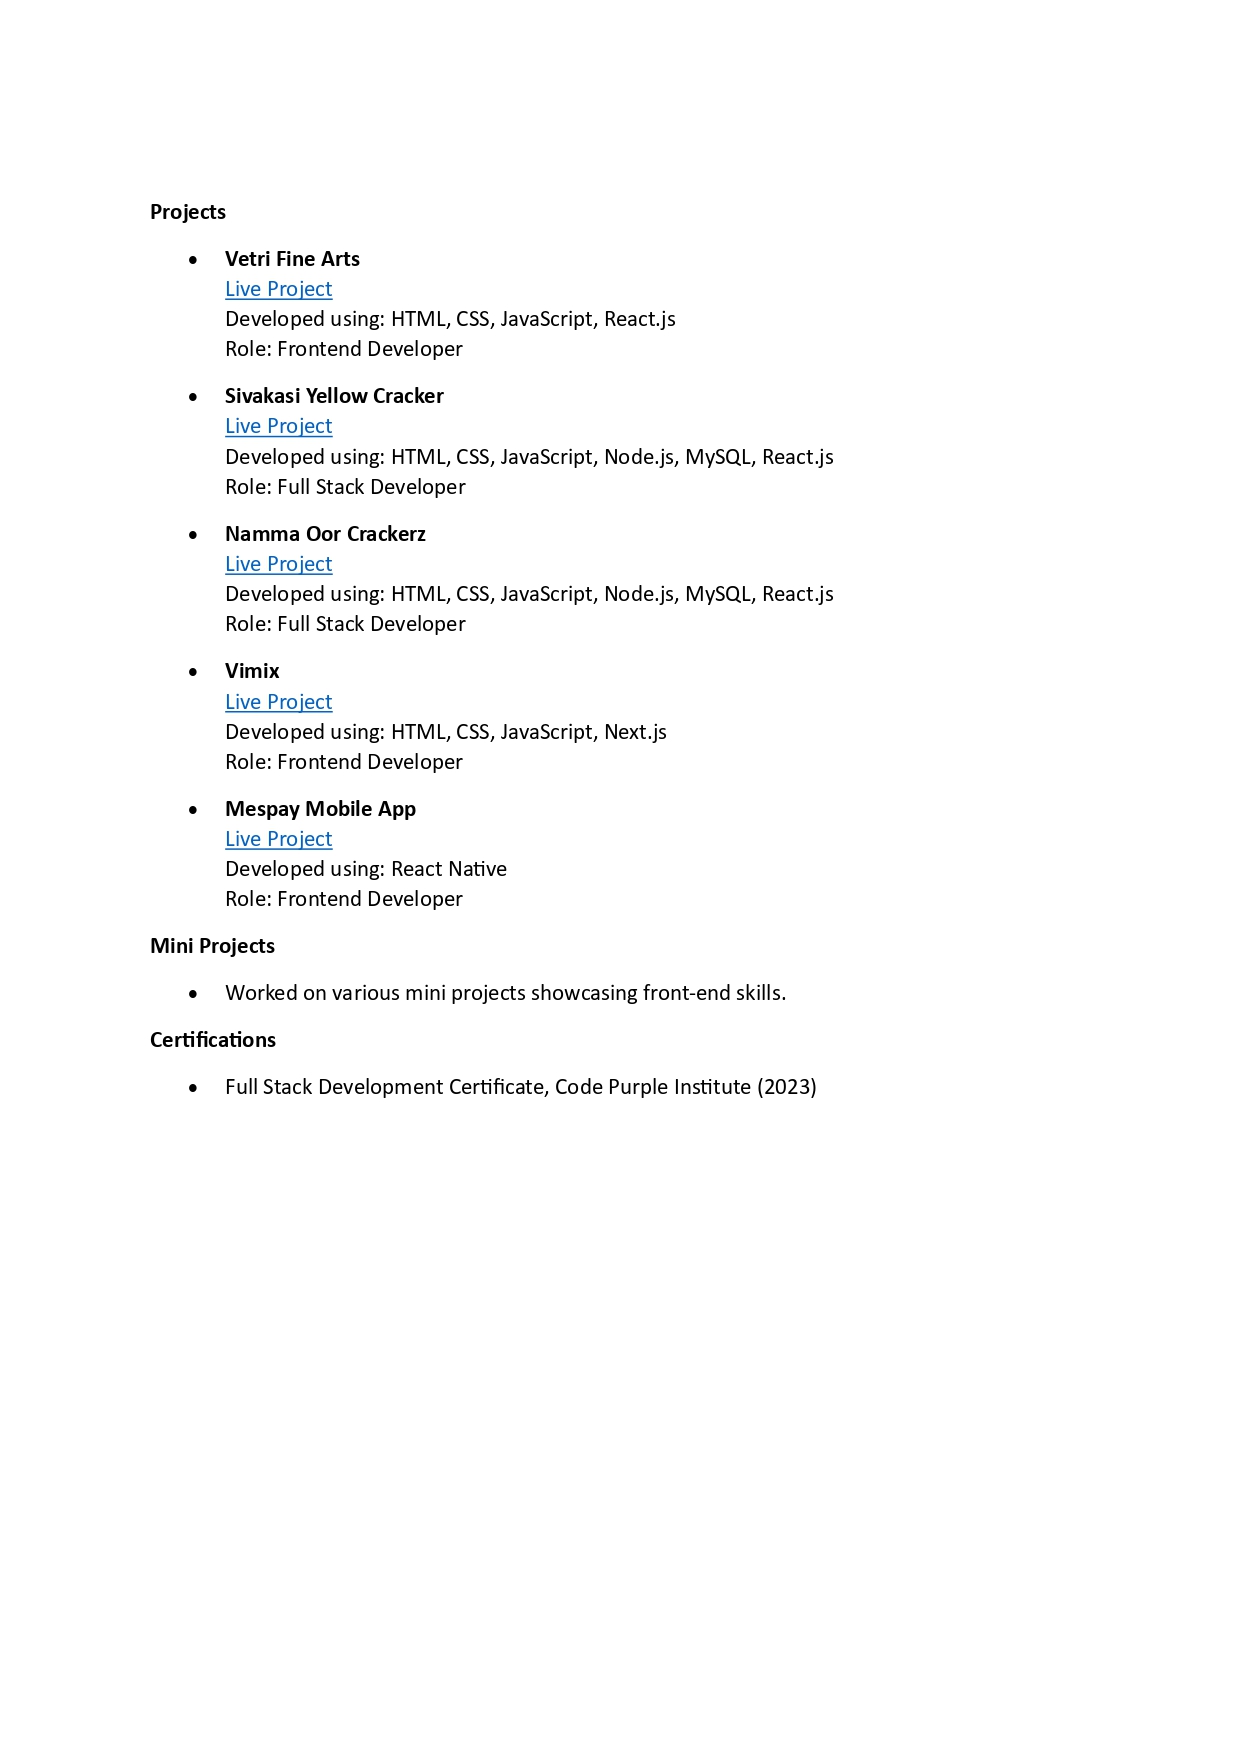 Projects
• Vetri Fine Arts
Live Project
Developed using: HTML, CSS, JavaScript, React.js
Role: Frontend Developer
• Sivakasi Yellow Cracker
Live Project
Developed using: HTML, CSS, JavaScript, Node.js, MySQL, React.js
Role: Full Stack Developer
• Namma Oor Crackerz
Live Project
Developed using: HTML, CSS, JavaScript, Node.js, MySQL, React.js
Role: Full Stack Developer
• Vimix
Live Project
Developed using: HTML, CSS, JavaScript, Next.js
Role: Frontend Developer
• Mespay Mobile App
Live Project
Developed using: React Native
Role: Frontend Developer
Mini Projects
• Worked on various mini projects showcasing front-end skills.
Certifications
• Full Stack Development Certificate, Code Purple Institute (2023)